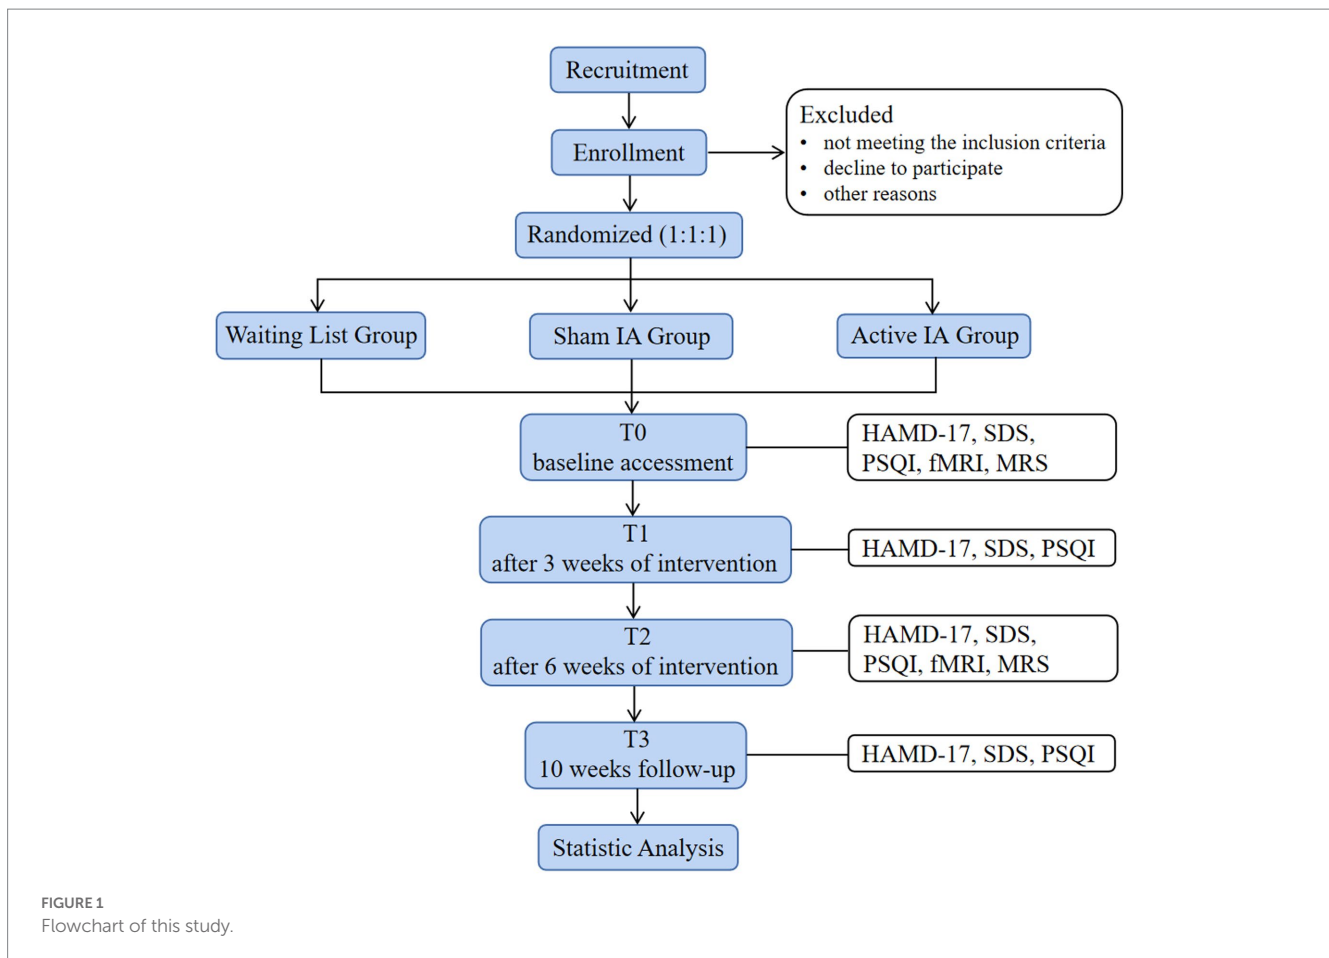 Recruitment
Enrollment
Excluded
• not meeting the inclusion criteria
• decline to participate
• other reasons
Randomized (1:1:1)
Waiting List Group
Sham IA Group
Active IA Group
T0
baseline accessment
HAMD-17, SDS,
PSQI, fMRI, MRS
T1
after 3 weeks of intervention
HAMD-17, SDS, PSQI
T2
after 6 weeks of intervention
HAMD-17, SDS,
PSQI, fMRI, MRS
T3
10 weeks follow-up
HAMD-17, SDS, PSQI
Statistic Analysis
FIGURE 1
Flowchart of this study.